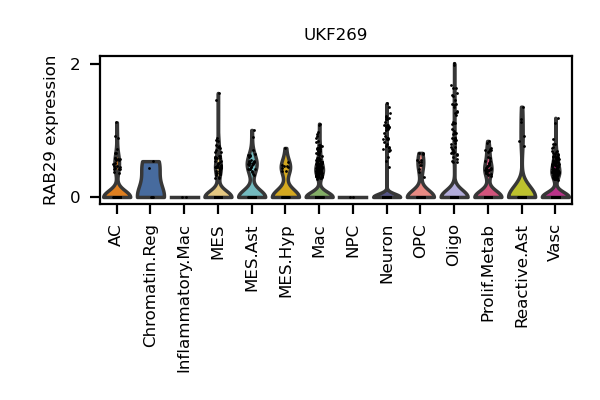 UKF269
RAB29 expression
2
0
AC
Chromatin.Reg
Inflammatory.Mac
MES
MES.Ast
MES.Hyp
Mac
NPC
Neuron
OPC
Oligo
Prolif.Metab
Reactive.Ast
Vasc